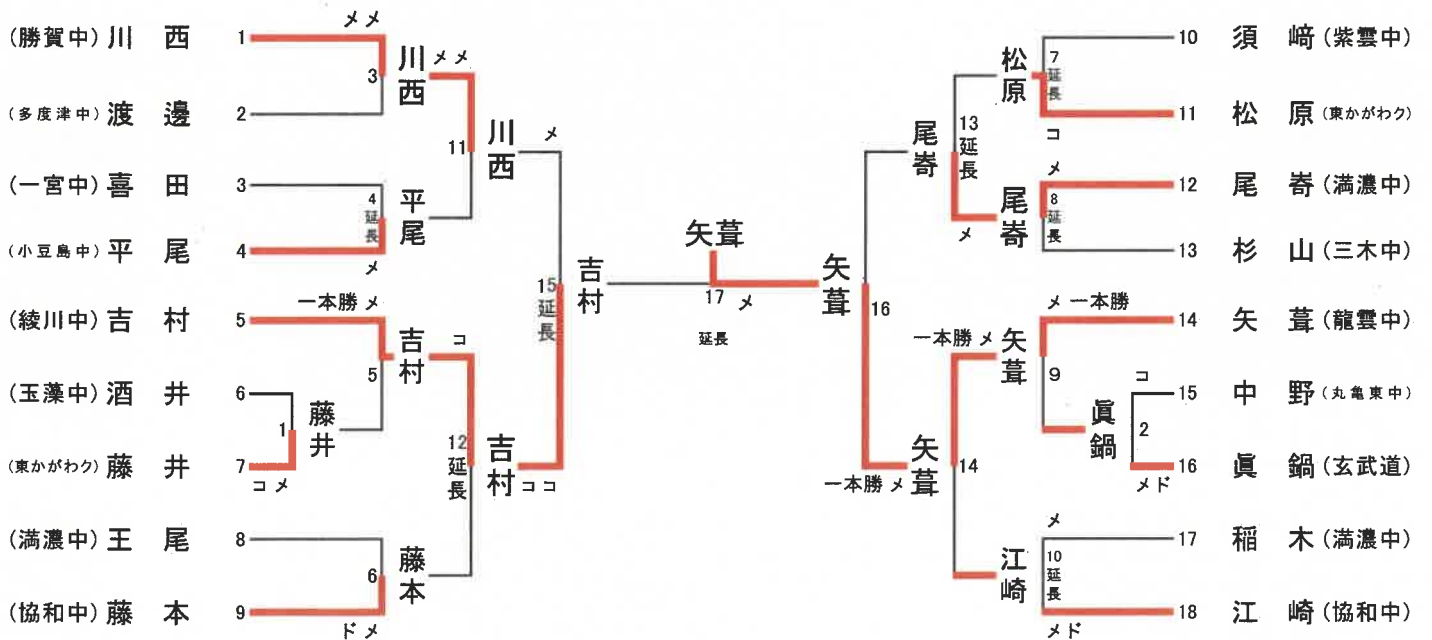 メメ
(勝賀中) 川 西 1
3
川西 メメ
(多度津中) 渡 邊 2
11
川西 メ
(一宮中) 喜 田 3
4 延長
平尾
(小豆島中) 平 尾 4
メ
15 延長
吉村
一本勝 メ
(綾川中) 吉 村 5
5
吉村 コ
(玉藻中) 酒 井 6
1
藤井
(東かがわク) 藤 井 7
コメ
12 延長
吉村 ココ
(満濃中) 王 尾 8
6
藤本
(協和中) 藤 本 9
ドメ
矢葺
17 メ
延長
矢葺
10 須 﨑 (紫雲中)
7 延長
松原
11 松 原 (東かがわク)
コ
13 延長
尾嵜
メ
12 尾 嵜 (満濃中)
8 延長
尾嵜
メ
13 杉 山 (三木中)
16
メ 一本勝
14 矢 葺 (龍雲中)
一本勝 メ 矢葺
9
コ
15 中 野 (丸亀東中)
眞鍋
2
16 眞 鍋 (玄武道)
メド
14
一本勝 メ 矢葺
メ
17 稲 木 (満濃中)
10 延長
江崎
18 江 崎 (協和中)
メド